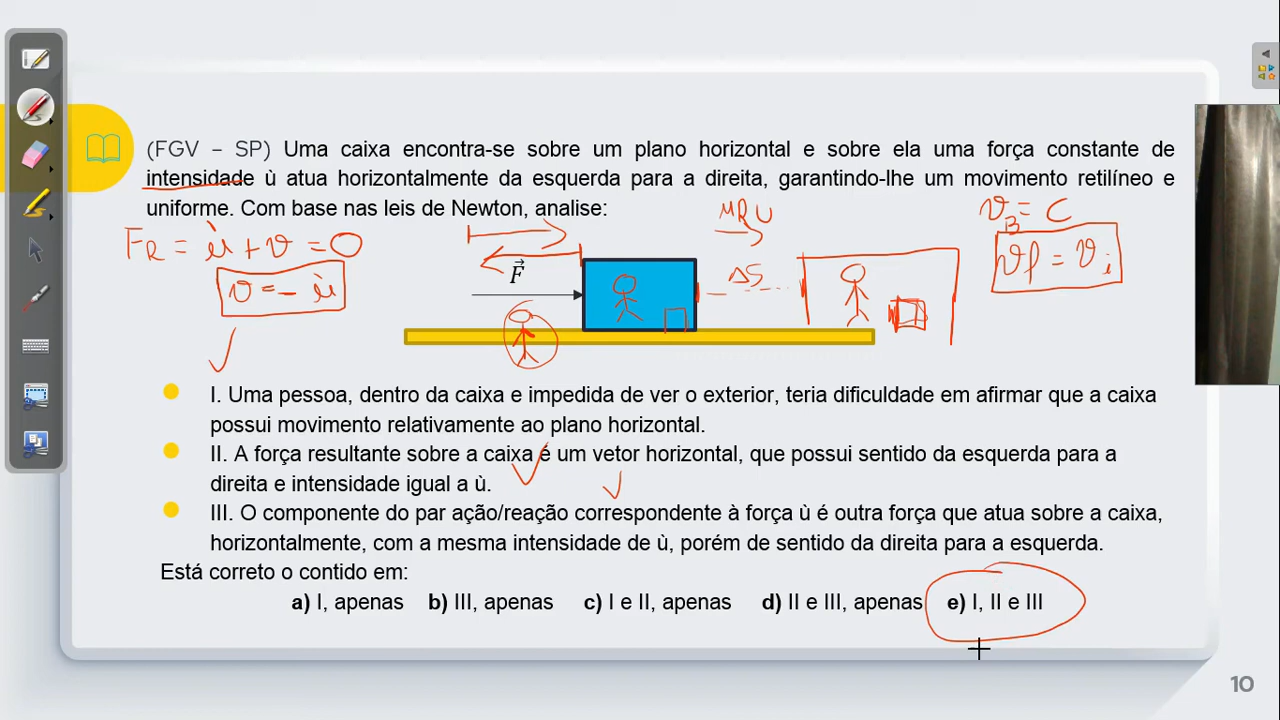 (FGV – SP) Uma caixa encontra-se sobre um plano horizontal e sobre ela uma força constante de
intensidade ù atua horizontalmente da esquerda para a direita, garantindo-lhe um movimento retilíneo e
uniforme. Com base nas leis de Newton, analise:
MRU
v_B = C
F_R = ù + v = 0
v = - ù
F⃗
ΔS
vf = v_i
I. Uma pessoa, dentro da caixa e impedida de ver o exterior, teria dificuldade em afirmar que a caixa
possui movimento relativamente ao plano horizontal.
II. A força resultante sobre a caixa é um vetor horizontal, que possui sentido da esquerda para a
direita e intensidade igual a ù.
III. O componente do par ação/reação correspondente à força ù é outra força que atua sobre a caixa,
horizontalmente, com a mesma intensidade de ù, porém de sentido da direita para a esquerda.
Está correto o contido em:
a) I, apenas b) III, apenas c) I e II, apenas d) II e III, apenas e) I, II e III
10